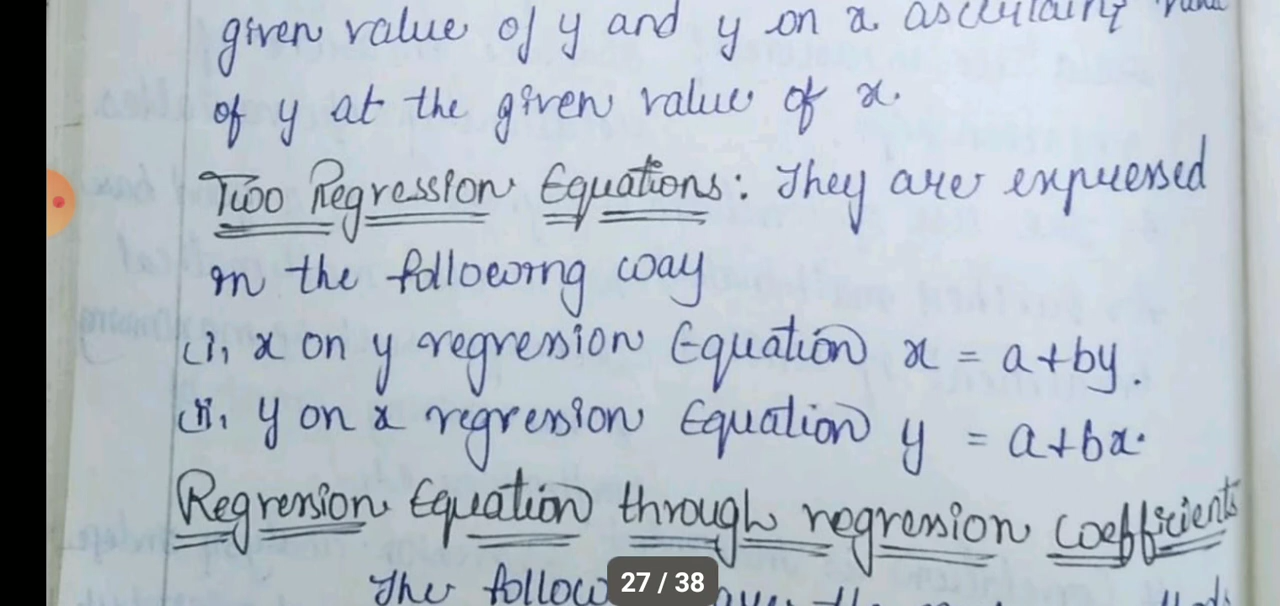 given value of y and y on x
of y at the given value of x.
Two Regression Equations: They are expressed
in the following way
(i), x on y regression Equation x = a+by.
(ii), y on x regression Equation y = a+bx.
Regression Equation through regression coefficients
The follow
27 / 38